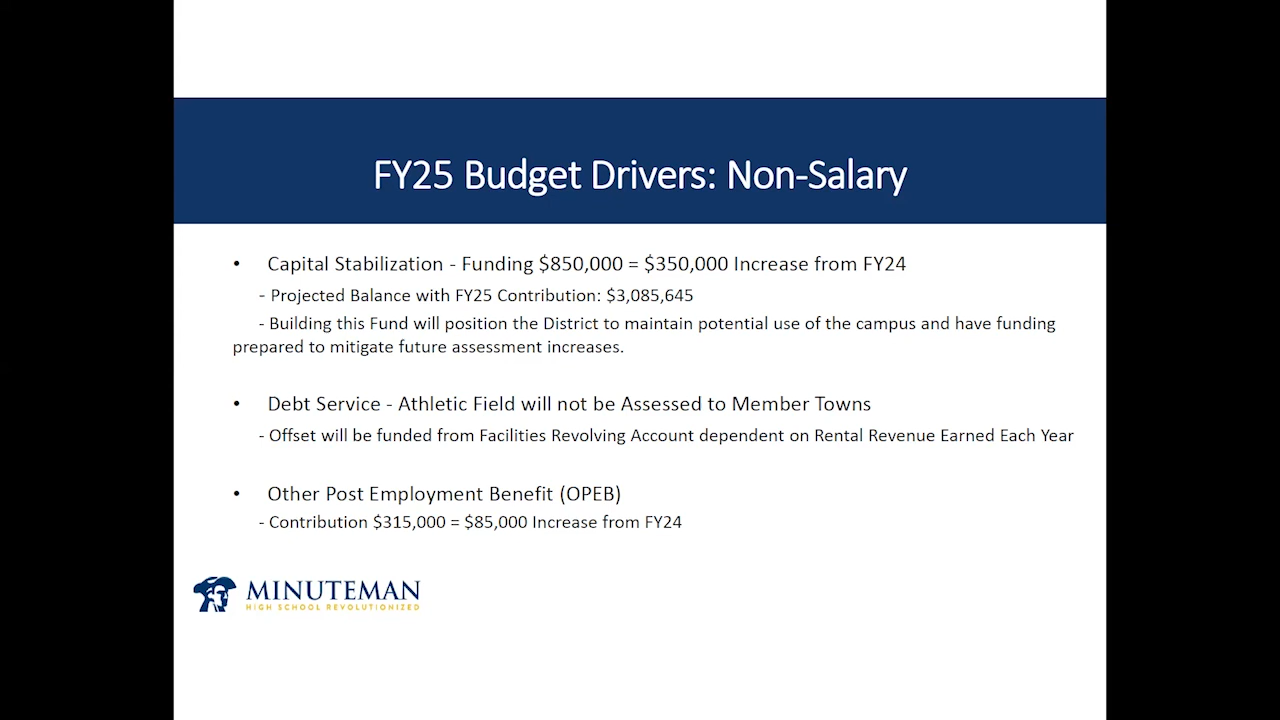 FY25 Budget Drivers: Non-Salary
• Capital Stabilization - Funding $850,000 = $350,000 Increase from FY24
- Projected Balance with FY25 Contribution: $3,085,645
- Building this Fund will position the District to maintain potential use of the campus and have funding
prepared to mitigate future assessment increases.
• Debt Service - Athletic Field will not be Assessed to Member Towns
- Offset will be funded from Facilities Revolving Account dependent on Rental Revenue Earned Each Year
• Other Post Employment Benefit (OPEB)
- Contribution $315,000 = $85,000 Increase from FY24
MINUTEMAN
HIGH SCHOOL REVOLUTIONIZED